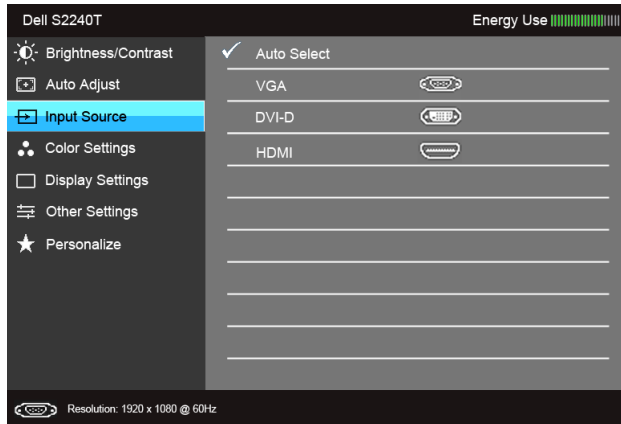 Dell S2240T
Energy Use
Brightness/Contrast
Auto Adjust
Input Source
Color Settings
Display Settings
Other Settings
Personalize
Auto Select
VGA
DVI-D
HDMI
Resolution: 1920 x 1080 @ 60Hz